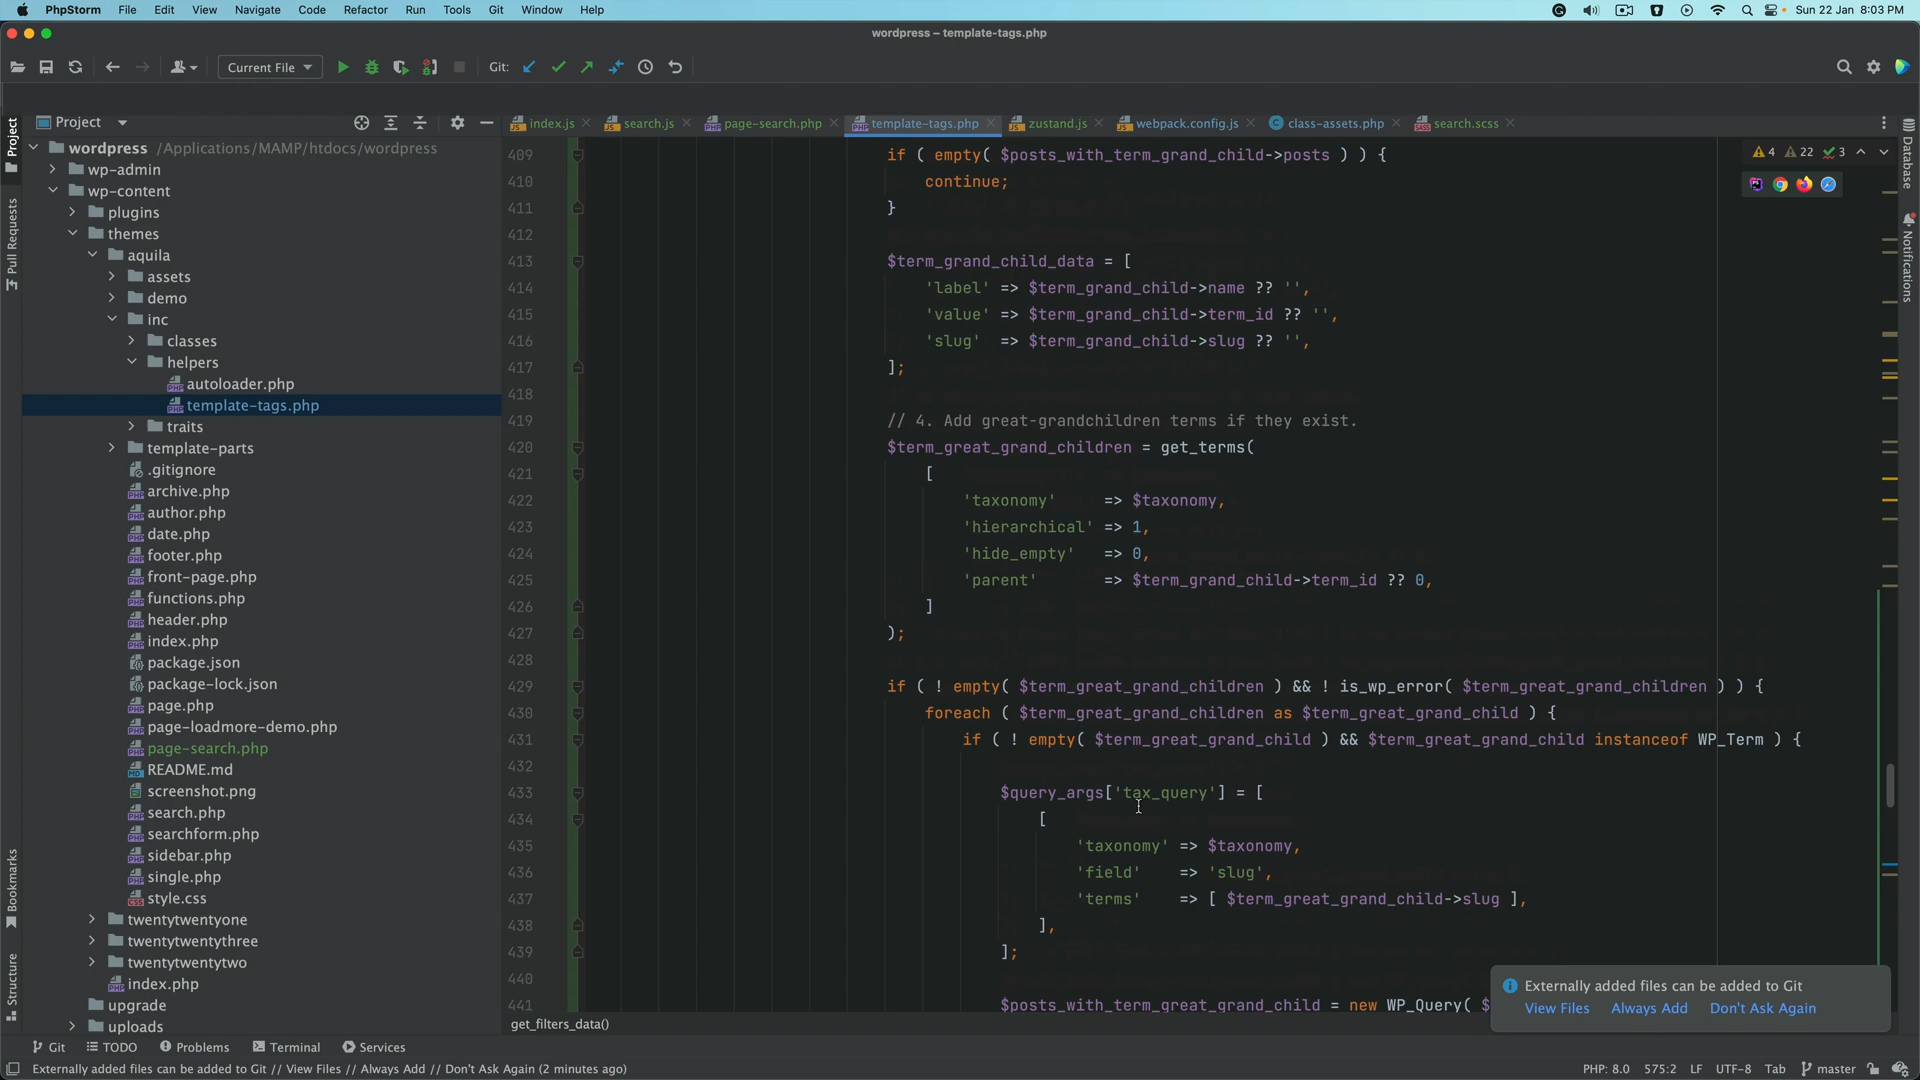 PhpStorm File Edit View Navigate Code Refactor Run Tools Git Window Help Sun 22 Jan 8:03 PM
wordpress – template-tags.php
Current File Git:
Project
index.js search.js page-search.php template-tags.php zustand.js webpack.config.js class-assets.php search.scss
Project
Pull Requests
Bookmarks
Structure
Database
Notifications
wordpress /Applications/MAMP/htdocs/wordpress
wp-admin
wp-content
plugins
themes
aquila
assets
demo
inc
classes
helpers
autoloader.php
template-tags.php
traits
template-parts
.gitignore
archive.php
author.php
date.php
footer.php
front-page.php
functions.php
header.php
index.php
package.json
package-lock.json
page.php
page-loadmore-demo.php
page-search.php
README.md
screenshot.png
search.php
searchform.php
sidebar.php
single.php
style.css
twentytwentyone
twentytwentythree
twentytwentytwo
index.php
upgrade
uploads
4 22 3
409 if ( empty( $posts_with_term_grand_child->posts ) ) {
410 continue;
411 }
412
413 $term_grand_child_data = [
414 'label' => $term_grand_child->name ?? '',
415 'value' => $term_grand_child->term_id ?? '',
416 'slug' => $term_grand_child->slug ?? '',
417 ];
418
419 // 4. Add great-grandchildren terms if they exist.
420 $term_great_grand_children = get_terms(
421 [
422 'taxonomy' => $taxonomy,
423 'hierarchical' => 1,
424 'hide_empty' => 0,
425 'parent' => $term_grand_child->term_id ?? 0,
426 ]
427 );
428
429 if ( ! empty( $term_great_grand_children ) && ! is_wp_error( $term_great_grand_children ) ) {
430 foreach ( $term_great_grand_children as $term_great_grand_child ) {
431 if ( ! empty( $term_great_grand_child ) && $term_great_grand_child instanceof WP_Term ) {
432
433 $query_args['tax_query'] = [
434 [
435 'taxonomy' => $taxonomy,
436 'field' => 'slug',
437 'terms' => [ $term_great_grand_child->slug ],
438 ],
439 ];
440
441 $posts_with_term_great_grand_child = new WP_Query( $
get_filters_data()
Externally added files can be added to Git
View Files Always Add Don't Ask Again
Git TODO Problems Terminal Services
Externally added files can be added to Git // View Files // Always Add // Don't Ask Again (2 minutes ago) PHP: 8.0 575:2 LF UTF-8 Tab master